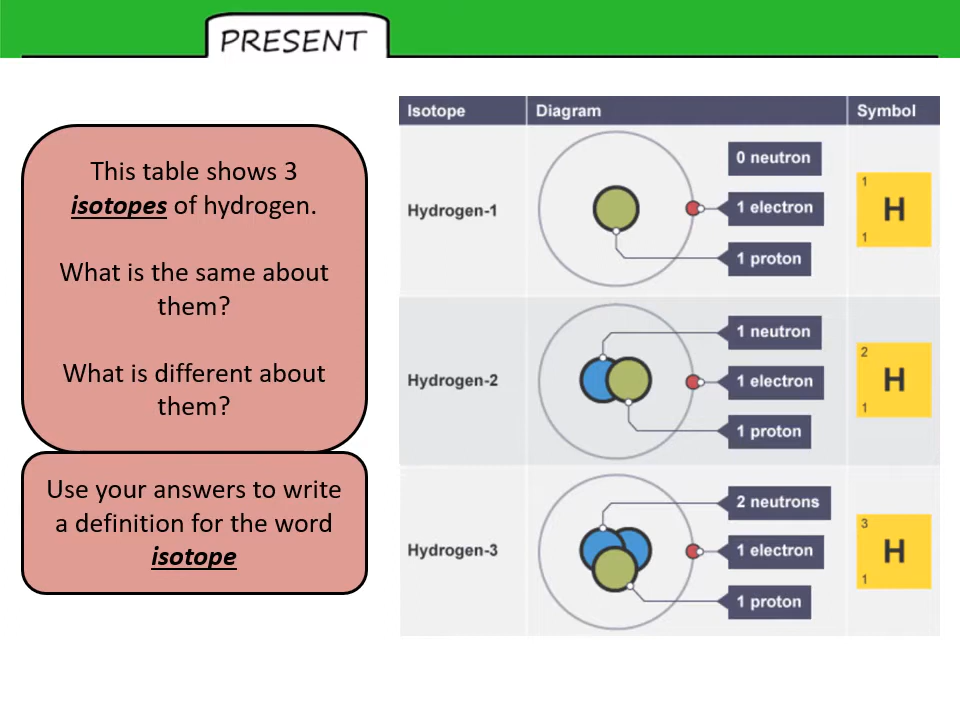 PRESENT
This table shows 3
isotopes of hydrogen.
What is the same about
them?
What is different about
them?
Use your answers to write
a definition for the word
isotope
Isotope
Diagram
Symbol
Hydrogen-1
0 neutron
1 electron
1 proton
1
H
1
Hydrogen-2
1 neutron
1 electron
1 proton
2
H
1
Hydrogen-3
2 neutrons
1 electron
1 proton
3
H
1